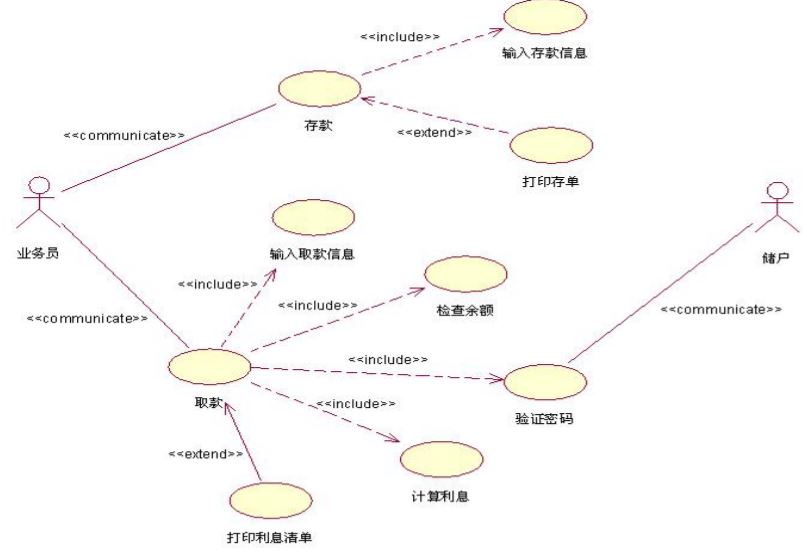 <<include>>
输入存款信息
存款
<<communicate>>
<<extend>>
打印存单
业务员
输入取款信息
储户
<<include>>
<<include>>
检查余额
<<communicate>>
<<communicate>>
<<include>>
取款
<<include>>
验证密码
<<extend>>
计算利息
打印利息清单